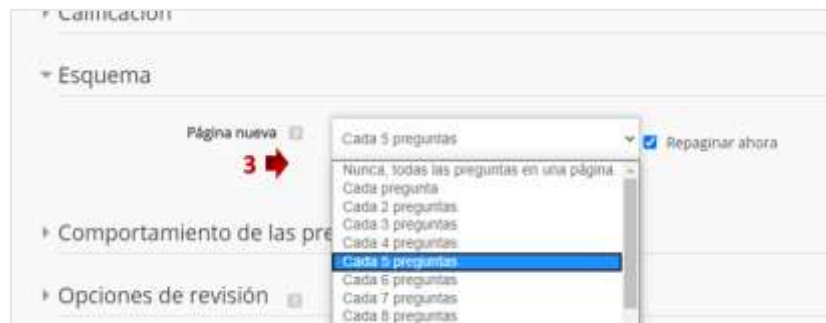 Calificación
Esquema
Página nueva
Cada 5 preguntas
Repaginar ahora
3
Nunca, todas las preguntas en una página
Cada pregunta
Cada 2 preguntas
Cada 3 preguntas
Cada 4 preguntas
Cada 5 preguntas
Cada 6 preguntas
Cada 7 preguntas
Cada 8 preguntas
Comportamiento de las pre
Opciones de revisión